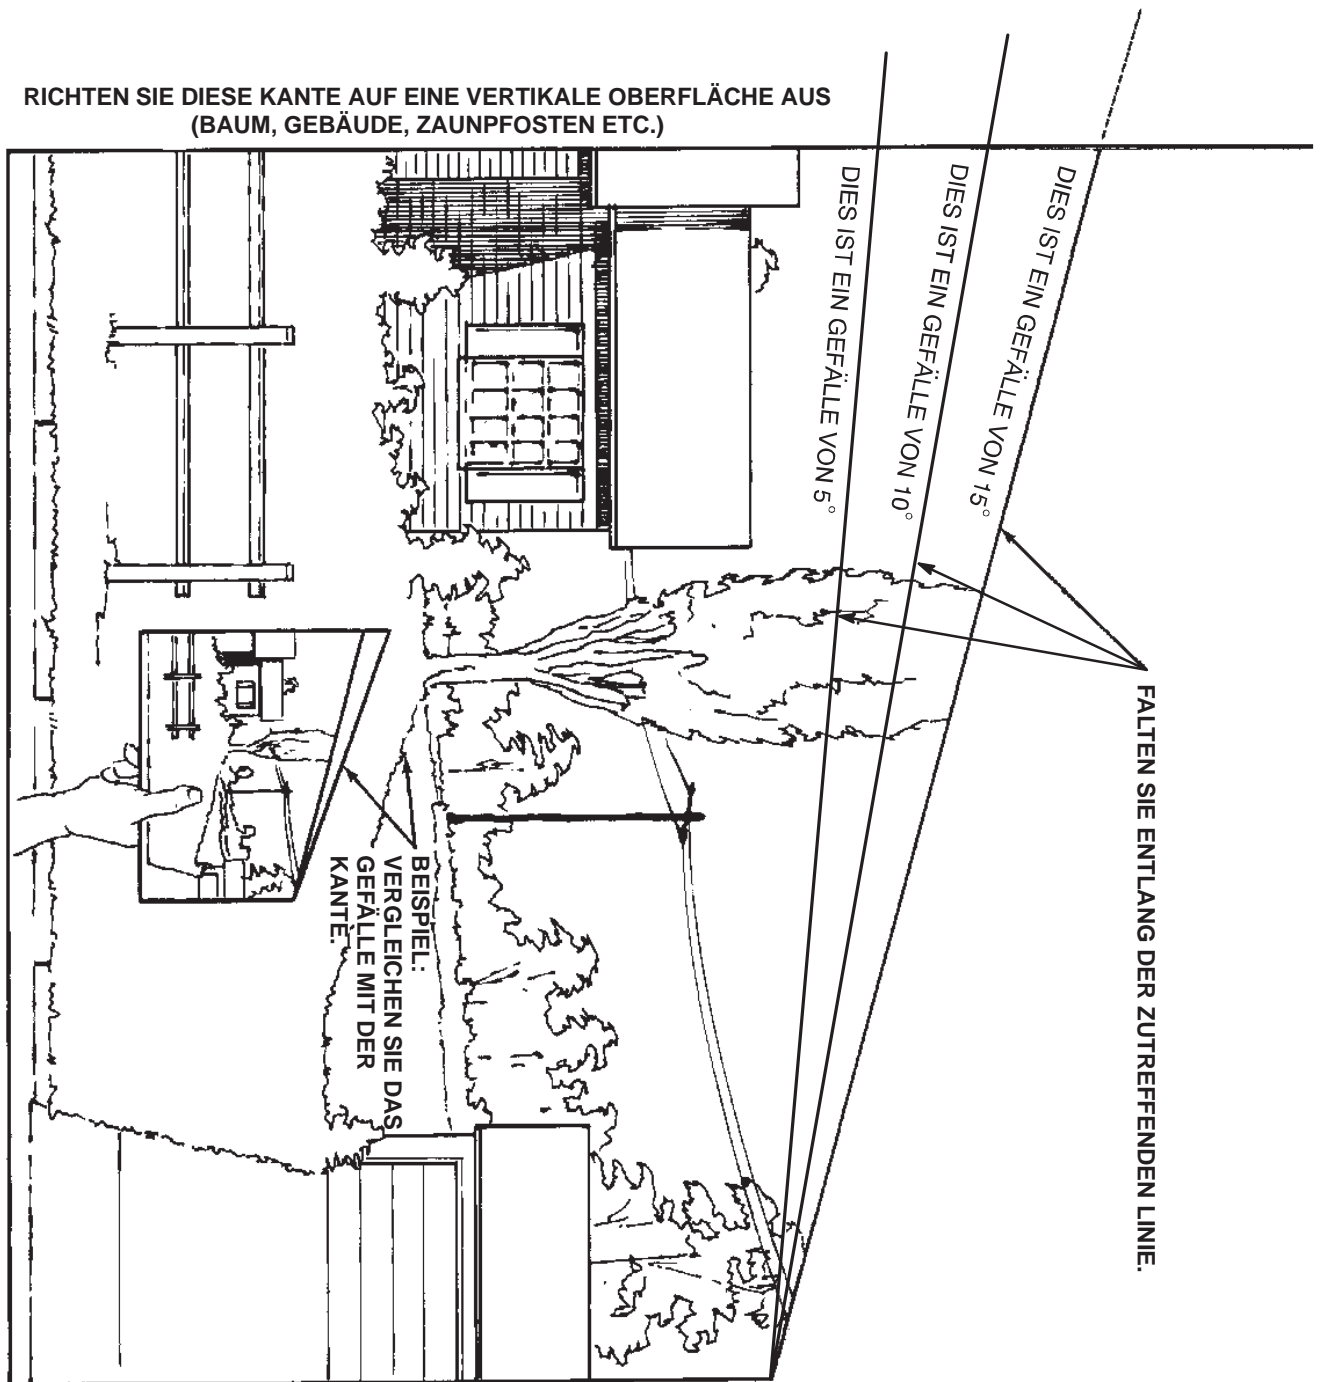 RICHTEN SIE DIESE KANTE AUF EINE VERTIKALE OBERFLÄCHE AUS
(BAUM, GEBÄUDE, ZAUNPFOSTEN ETC.)
DIES IST EIN GEFÄLLE VON 15°
DIES IST EIN GEFÄLLE VON 10°
DIES IST EIN GEFÄLLE VON 5°
FALTEN SIE ENTLANG DER ZUTREFFENDEN LINIE.
BEISPIEL:
VERGLEICHEN SIE DAS
GEFÄLLE MIT DER
KANTE.